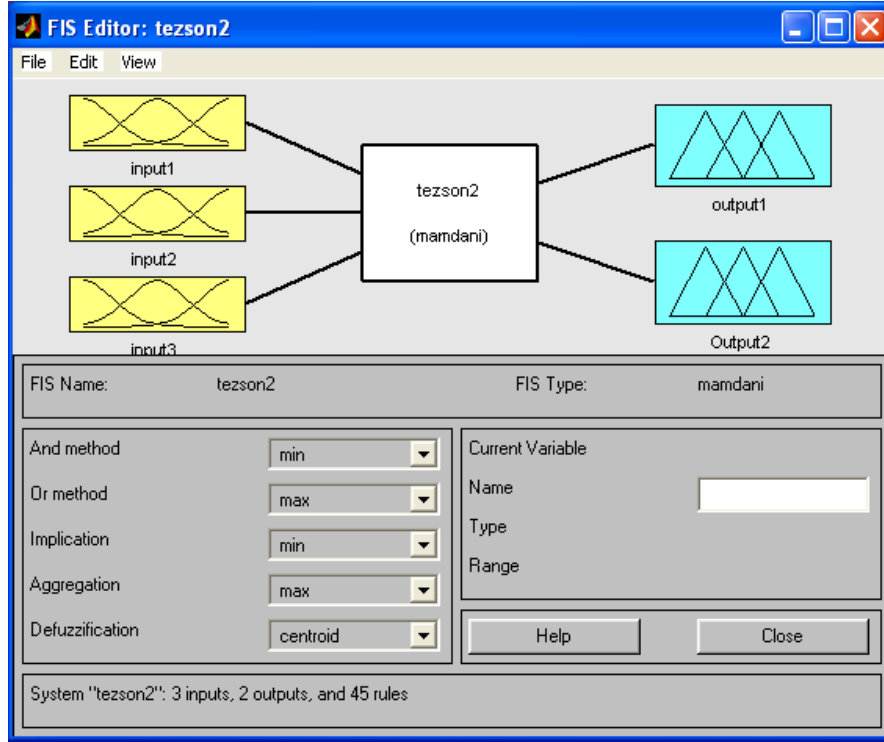 FIS Editor: tezson2
File Edit View
input1
input2
input3
tezson2
(mamdani)
output1
Output2
FIS Name: tezson2 FIS Type: mamdani
And method min
Or method max
Implication min
Aggregation max
Defuzzification centroid
Current Variable
Name
Type
Range
Help Close
System "tezson2": 3 inputs, 2 outputs, and 45 rules